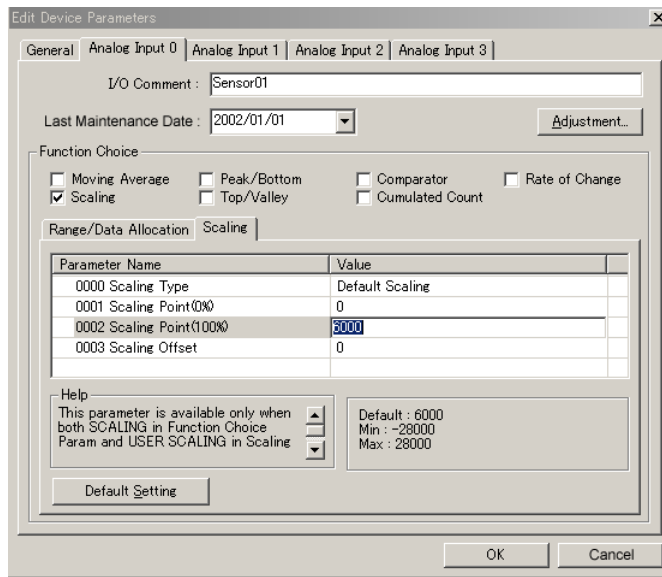 Edit Device Parameters
General Analog Input 0 Analog Input 1 Analog Input 2 Analog Input 3
I/O Comment : Sensor01
Last Maintenance Date : 2002/01/01 Adjustment...
Function Choice
Moving Average Peak/Bottom Comparator Rate of Change
Scaling Top/Valley Cumulated Count
Range/Data Allocation Scaling
Parameter Name Value
0000 Scaling Type Default Scaling
0001 Scaling Point(0%) 0
0002 Scaling Point(100%) 6000
0003 Scaling Offset 0
Help
This parameter is available only when
both SCALING in Function Choice
Param and USER SCALING in Scaling
Default : 6000
Min : -28000
Max : 28000
Default Setting
OK Cancel